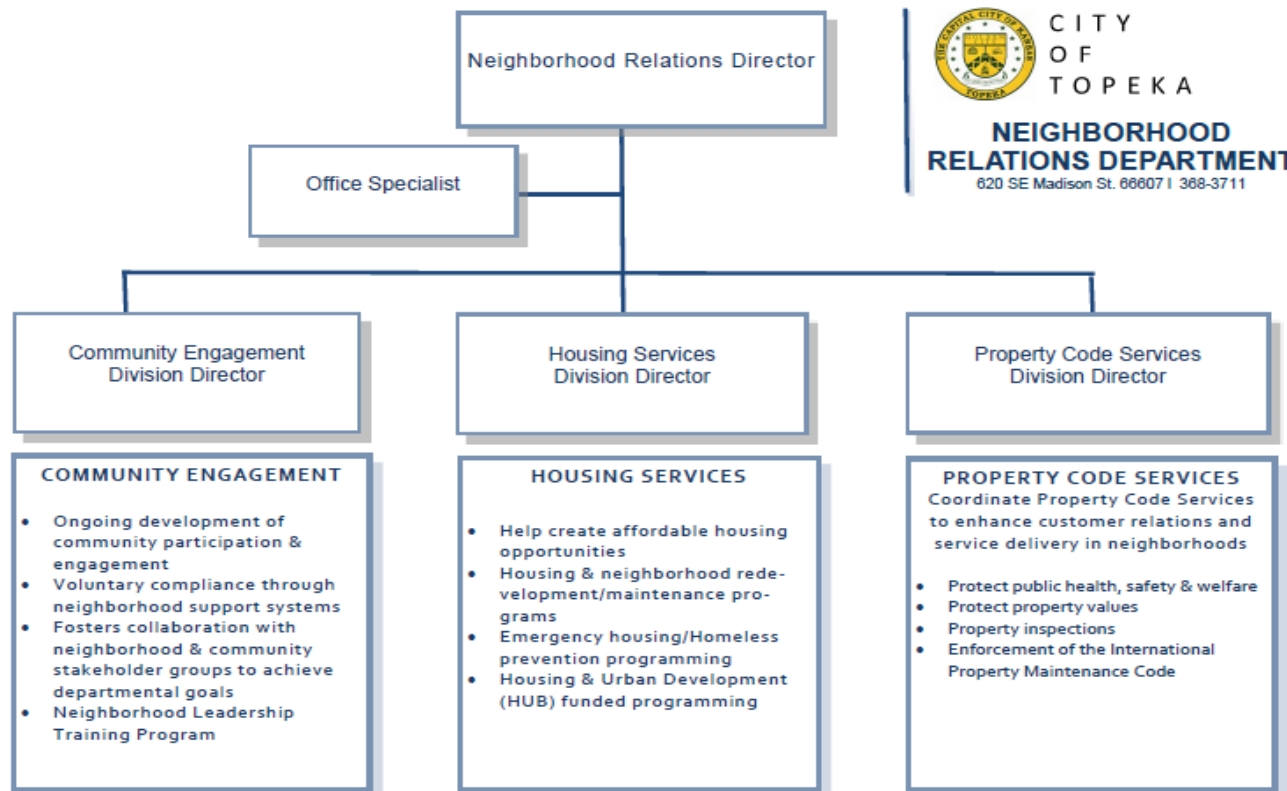 Neighborhood Relations Director
THE CAPITAL CITY OF KANSAS
TOPEKA
CITY
OF
TOPEKA
NEIGHBORHOOD
RELATIONS DEPARTMENT
620 SE Madison St. 66607 I 368-3711
Office Specialist
Community Engagement
Division Director
Housing Services
Division Director
Property Code Services
Division Director
COMMUNITY ENGAGEMENT
• Ongoing development of
community participation &
engagement
• Voluntary compliance through
neighborhood support systems
• Fosters collaboration with
neighborhood & community
stakeholder groups to achieve
departmental goals
• Neighborhood Leadership
Training Program
HOUSING SERVICES
• Help create affordable housing
opportunities
• Housing & neighborhood rede-
velopment/maintenance pro-
grams
• Emergency housing/Homeless
prevention programming
• Housing & Urban Development
(HUB) funded programming
PROPERTY CODE SERVICES
Coordinate Property Code Services
to enhance customer relations and
service delivery in neighborhoods
• Protect public health, safety & welfare
• Protect property values
• Property inspections
• Enforcement of the International
Property Maintenance Code